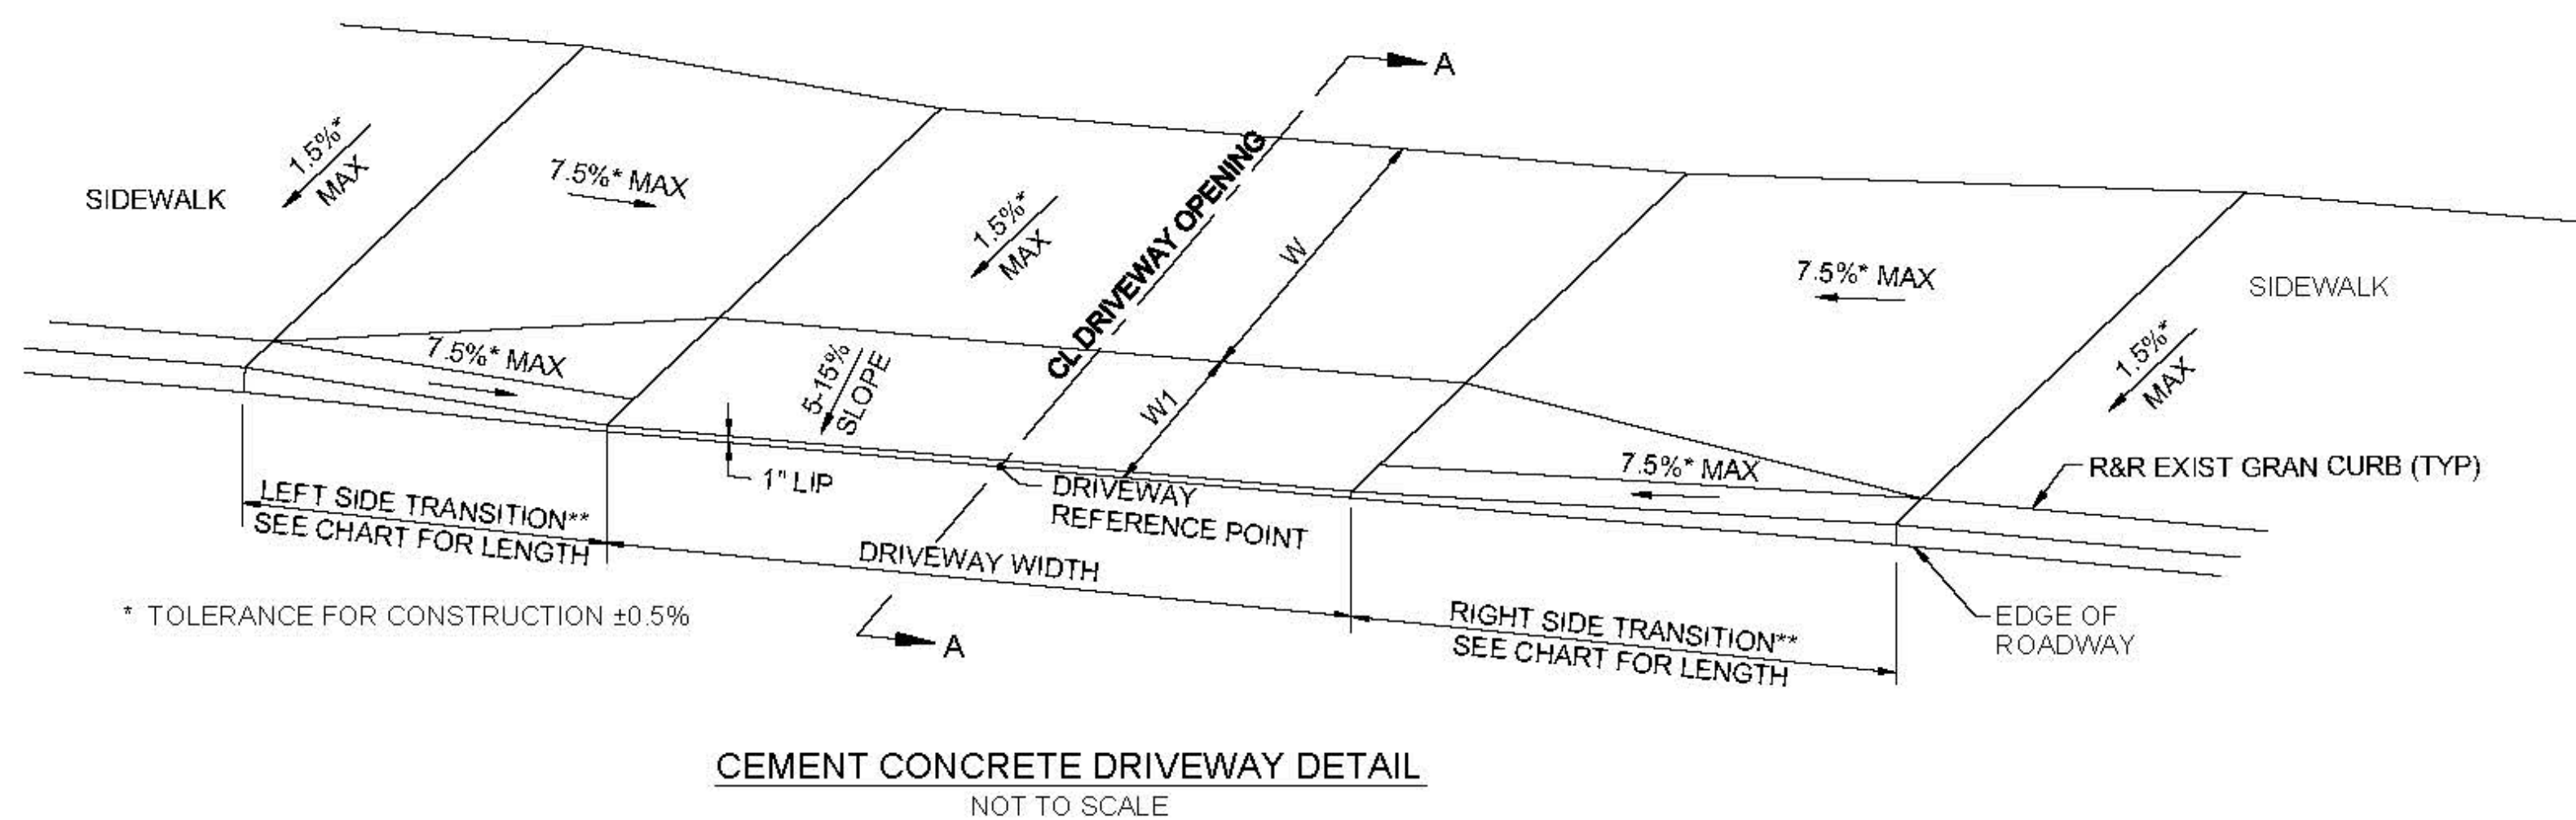 A
SIDEWALK
1.5%*
MAX
7.5%* MAX
1.5%*
MAX
CL DRIVEWAY OPENING
W
7.5%* MAX
SIDEWALK
1.5%*
MAX
7.5%* MAX
5-15%
SLOPE
W1
1" LIP
DRIVEWAY
REFERENCE POINT
7.5%* MAX
R&R EXIST GRAN CURB (TYP)
LEFT SIDE TRANSITION**
SEE CHART FOR LENGTH
DRIVEWAY WIDTH
RIGHT SIDE TRANSITION**
SEE CHART FOR LENGTH
EDGE OF
ROADWAY
* TOLERANCE FOR CONSTRUCTION ±0.5%
A
CEMENT CONCRETE DRIVEWAY DETAIL
NOT TO SCALE